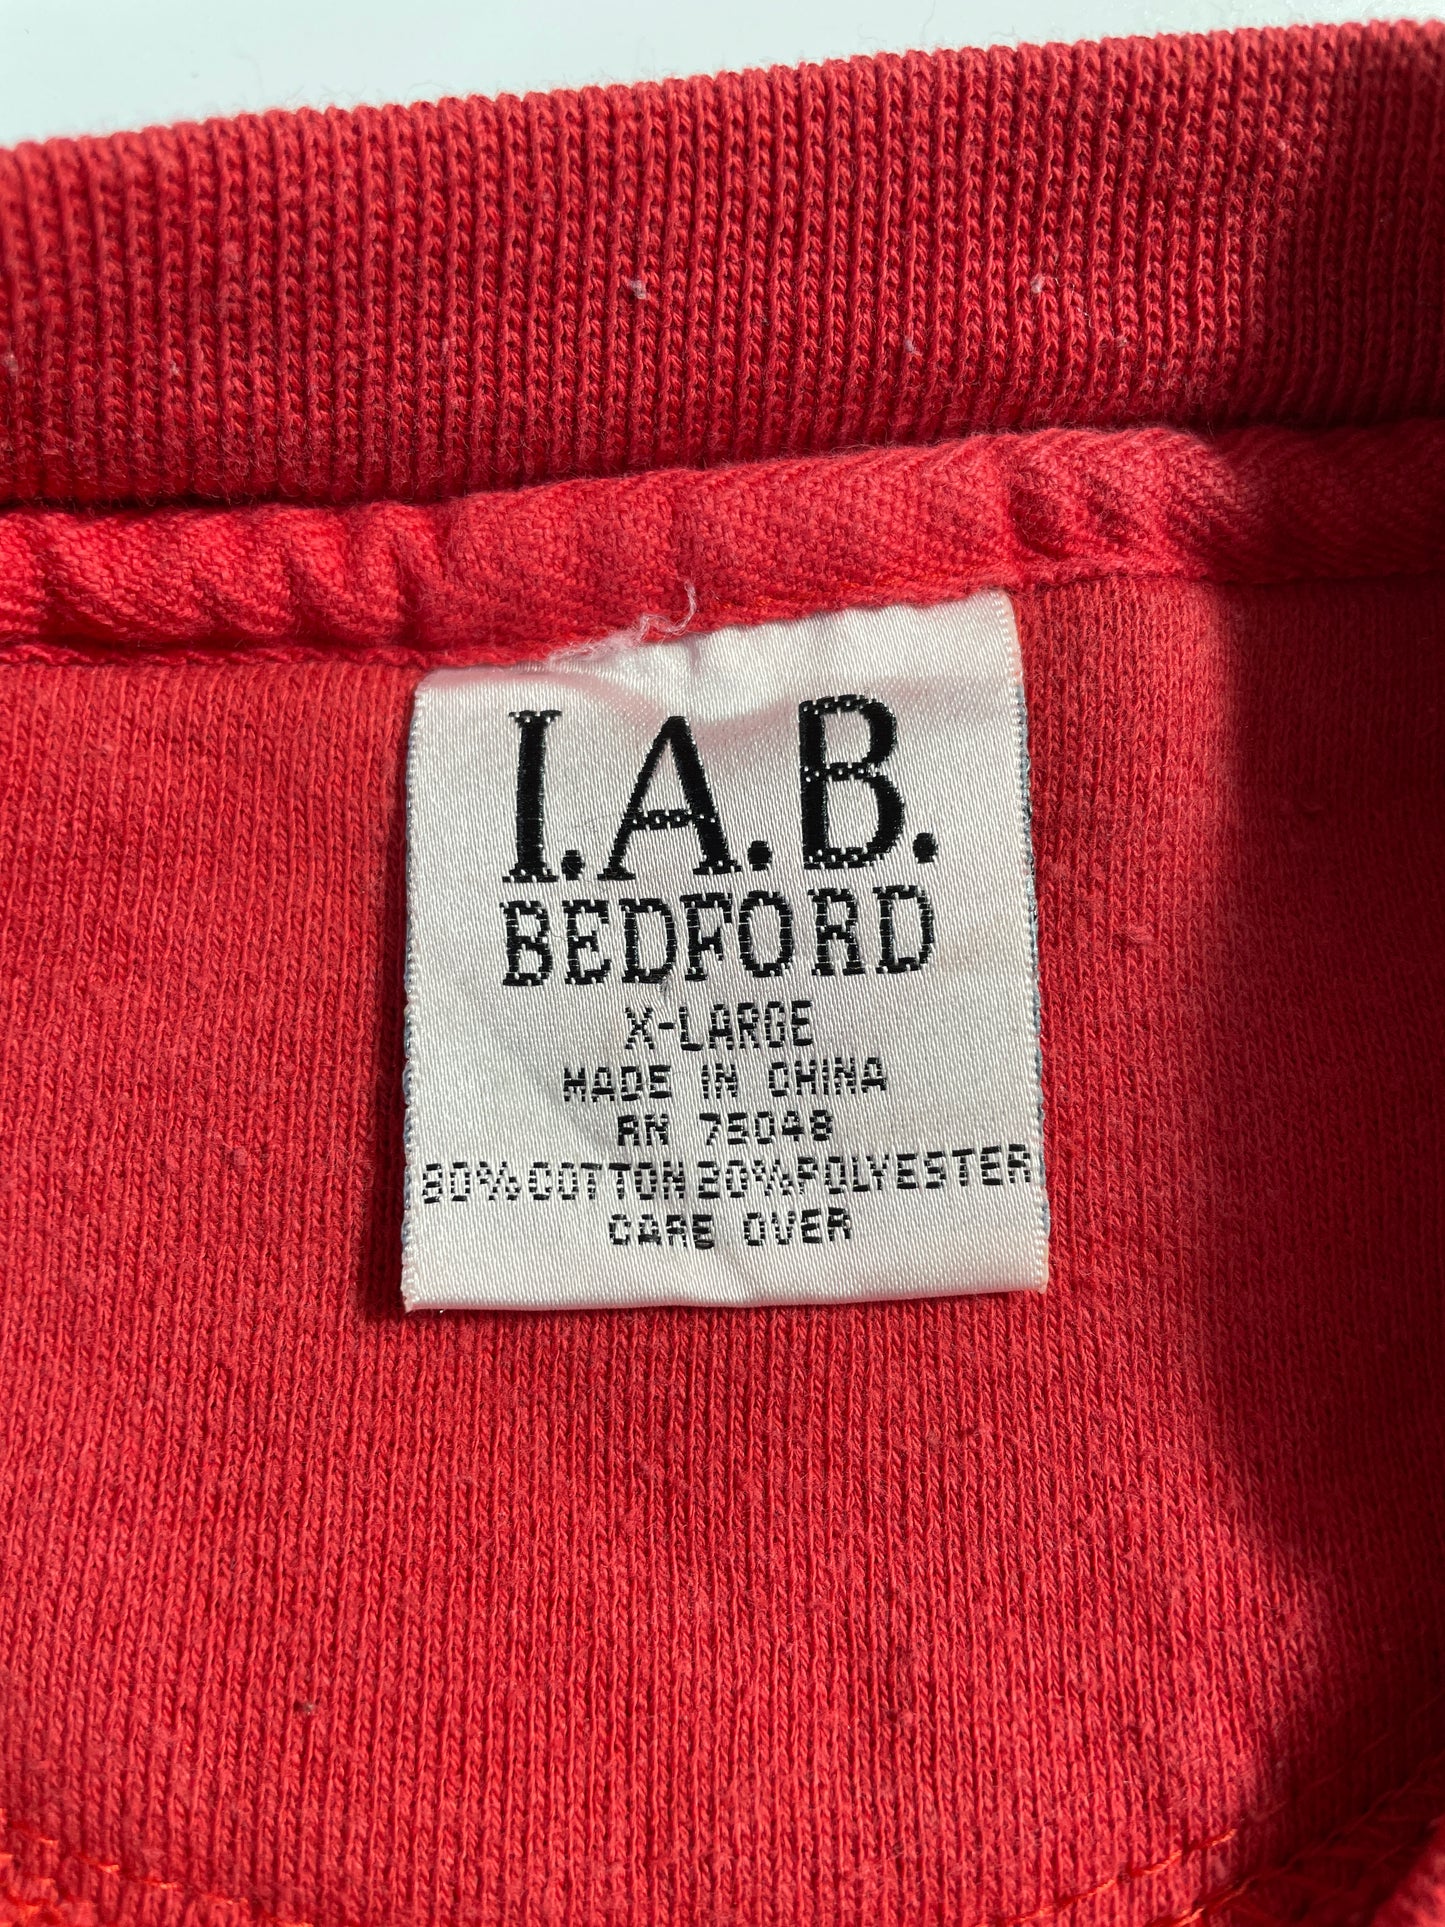 I.A.B.
BEDFORD
X-LARGE
MADE IN CHINA
RN 75048
80% COTTON 20% POLYESTER
CARE OVER